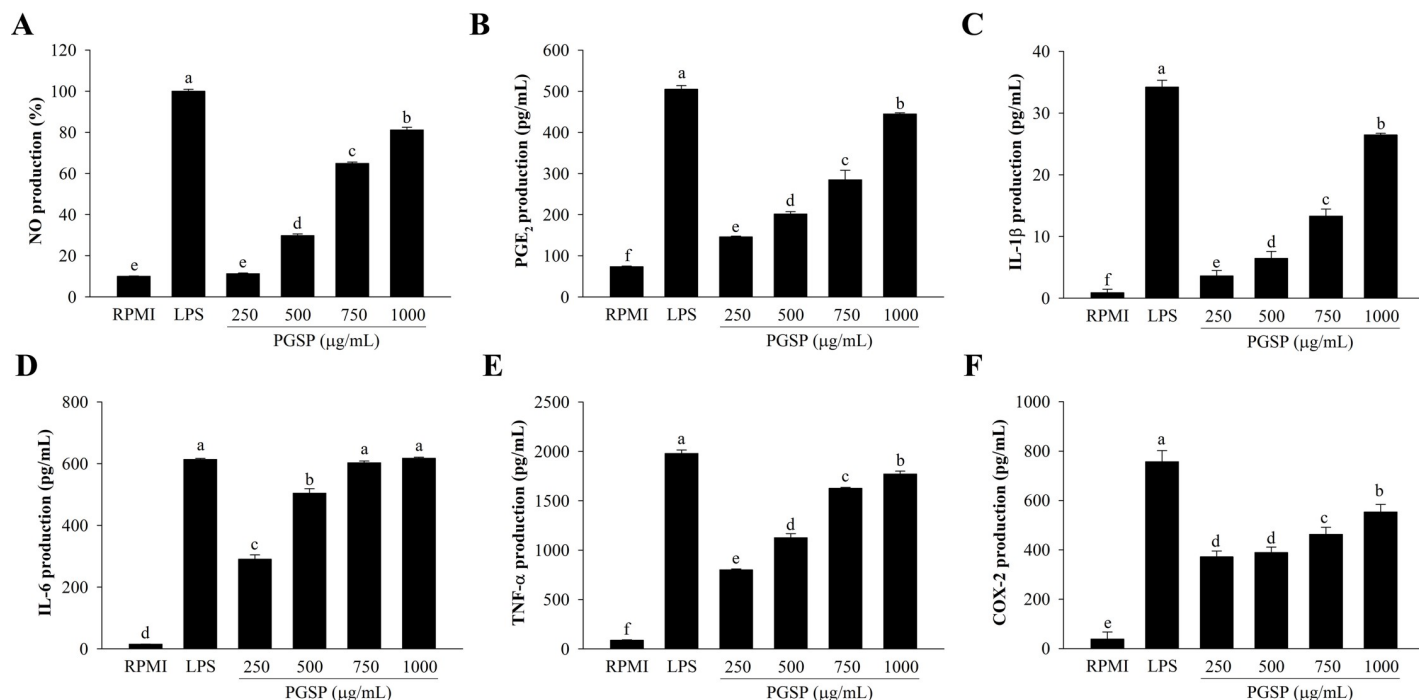 A
NO production (%)
120
100
80
60
40
20
0
a
b
c
d
e
e
RPMI LPS 250 500 750 1000
PGSP (µg/mL)
B
PGE₂ production (pg/mL)
600
500
400
300
200
100
0
a
b
c
d
e
f
RPMI LPS 250 500 750 1000
PGSP (µg/mL)
C
IL-1β production (pg/mL)
40
30
20
10
0
a
b
c
d
e
f
RPMI LPS 250 500 750 1000
PGSP (µg/mL)
D
IL-6 production (pg/mL)
800
600
400
200
0
a
a
a
b
c
d
RPMI LPS 250 500 750 1000
PGSP (µg/mL)
E
TNF-α production (pg/mL)
2500
2000
1500
1000
500
0
a
b
c
d
e
f
RPMI LPS 250 500 750 1000
PGSP (µg/mL)
F
COX-2 production (pg/mL)
1000
800
600
400
200
0
a
b
c
d
d
e
RPMI LPS 250 500 750 1000
PGSP (µg/mL)